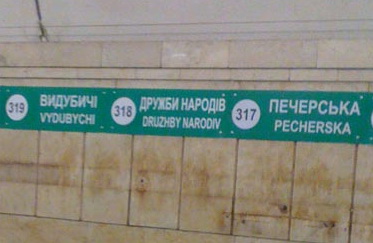 319
ВИДУБИЧІ
VYDUBYCHI
318
ДРУЖБИ НАРОДІВ
DRUZHBY NARODIV
317
ПЕЧЕРСЬКА
PECHERSKA